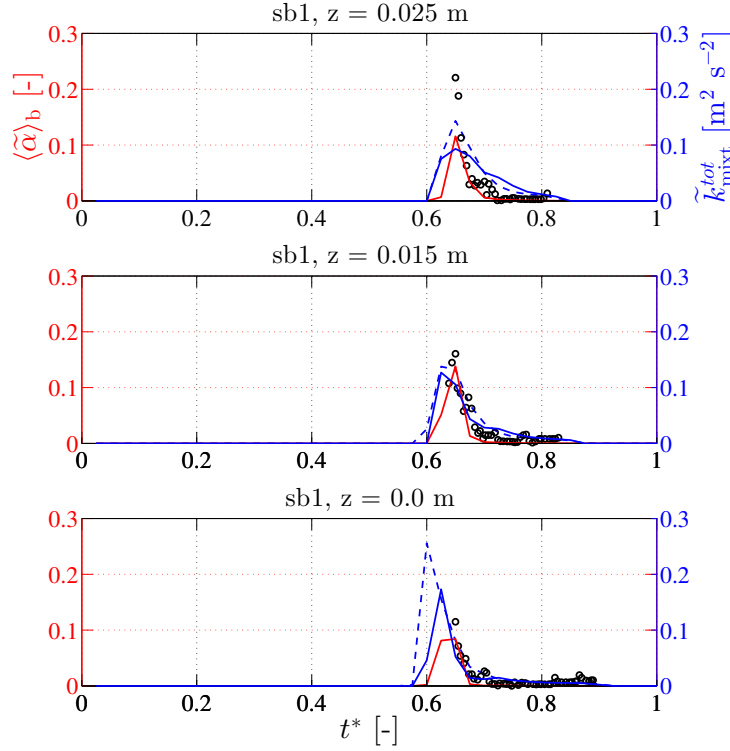 sb1, z = 0.025 m
0.3 0.3
0.2 0.2
0.1 0.1
0 0
0 0.2 0.4 0.6 0.8 1
⟨α̃⟩b [-]
k̃ᵗᵒᵗmixt [m² s⁻²]
sb1, z = 0.015 m
0.3 0.3
0.2 0.2
0.1 0.1
0 0
0 0.2 0.4 0.6 0.8 1
sb1, z = 0.0 m
0.3 0.3
0.2 0.2
0.1 0.1
0 0
0 0.2 0.4 0.6 0.8 1
t* [-]